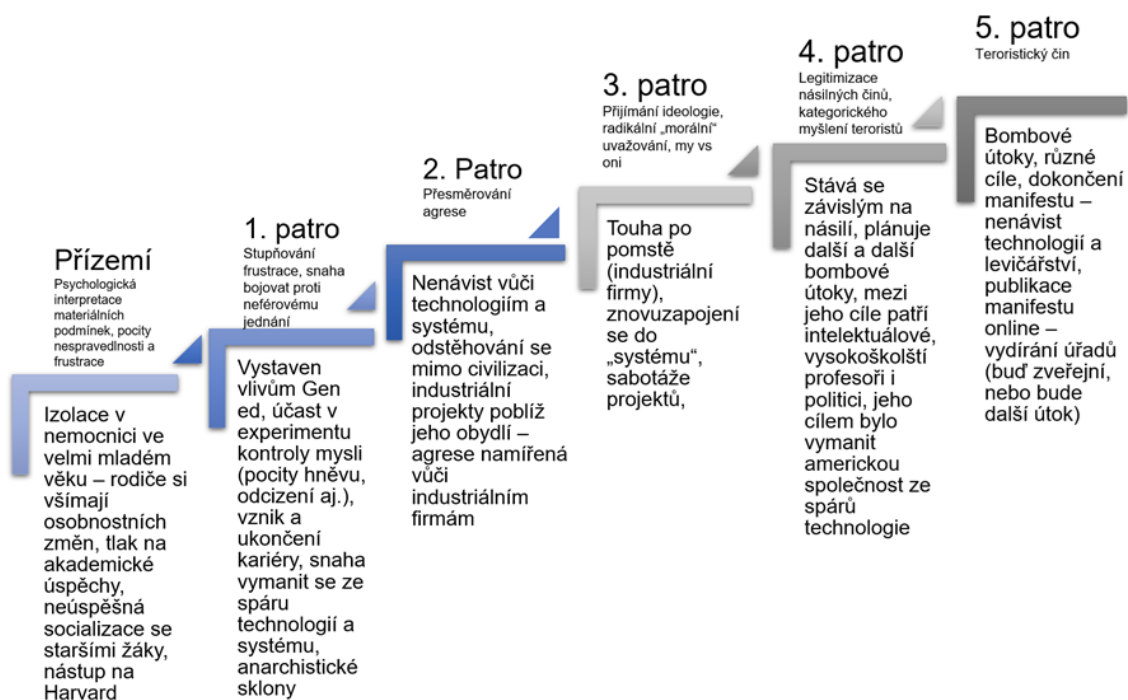 Přízemí
Psychologická
interpretace
materiálních
podmínek, pocity
nespravedlnosti a
frustrace
Izolace v
nemocnici ve
velmi mladém
věku – rodiče si
všímají
osobnostních
změn, tlak na
akademické
úspěchy,
neúspěšná
socializace se
staršími žáky,
nástup na
Harvard
1. patro
Stupňování
frustrace, snaha
bojovat proti
neférovému
jednání
Vystaven
vlivům Gen
ed, účast v
experimentu
kontroly mysli
(pocity hněvu,
odcizení aj.),
vznik a
ukončení
kariéry, snaha
vymanit se ze
spáru
technologií a
systému,
anarchistické
sklony
2. Patro
Přesměrování
agrese
Nenávist vůči
technologiím a
systému,
odstěhování se
mimo civilizaci,
industriální
projekty poblíž
jeho obydlí –
agrese namířená
vůči
industriálním
firmám
3. patro
Přijímání ideologie,
radikální „morální“
uvažování, my vs
oni
Touha po
pomstě
(industriální
firmy),
znovuzapojení
se do
„systému“,
sabotáže
projektů,
4. patro
Legitimizace
násilných činů,
kategorického
myšlení teroristů
Stává se
závislým na
násilí, plánuje
další a další
bombové
útoky, mezi
jeho cíle patří
intelektuálové,
vysokoškolští
profesoři i
politici, jeho
cílem bylo
vymanit
americkou
společnost ze
spárů
technologie
5. patro
Teroristický čin
Bombové
útoky, různé
cíle, dokončení
manifestu –
nenávist
technologií a
levičářství,
publikace
manifestu
online –
vydírání úřadů
(buď zveřejní,
nebo bude
další útok)